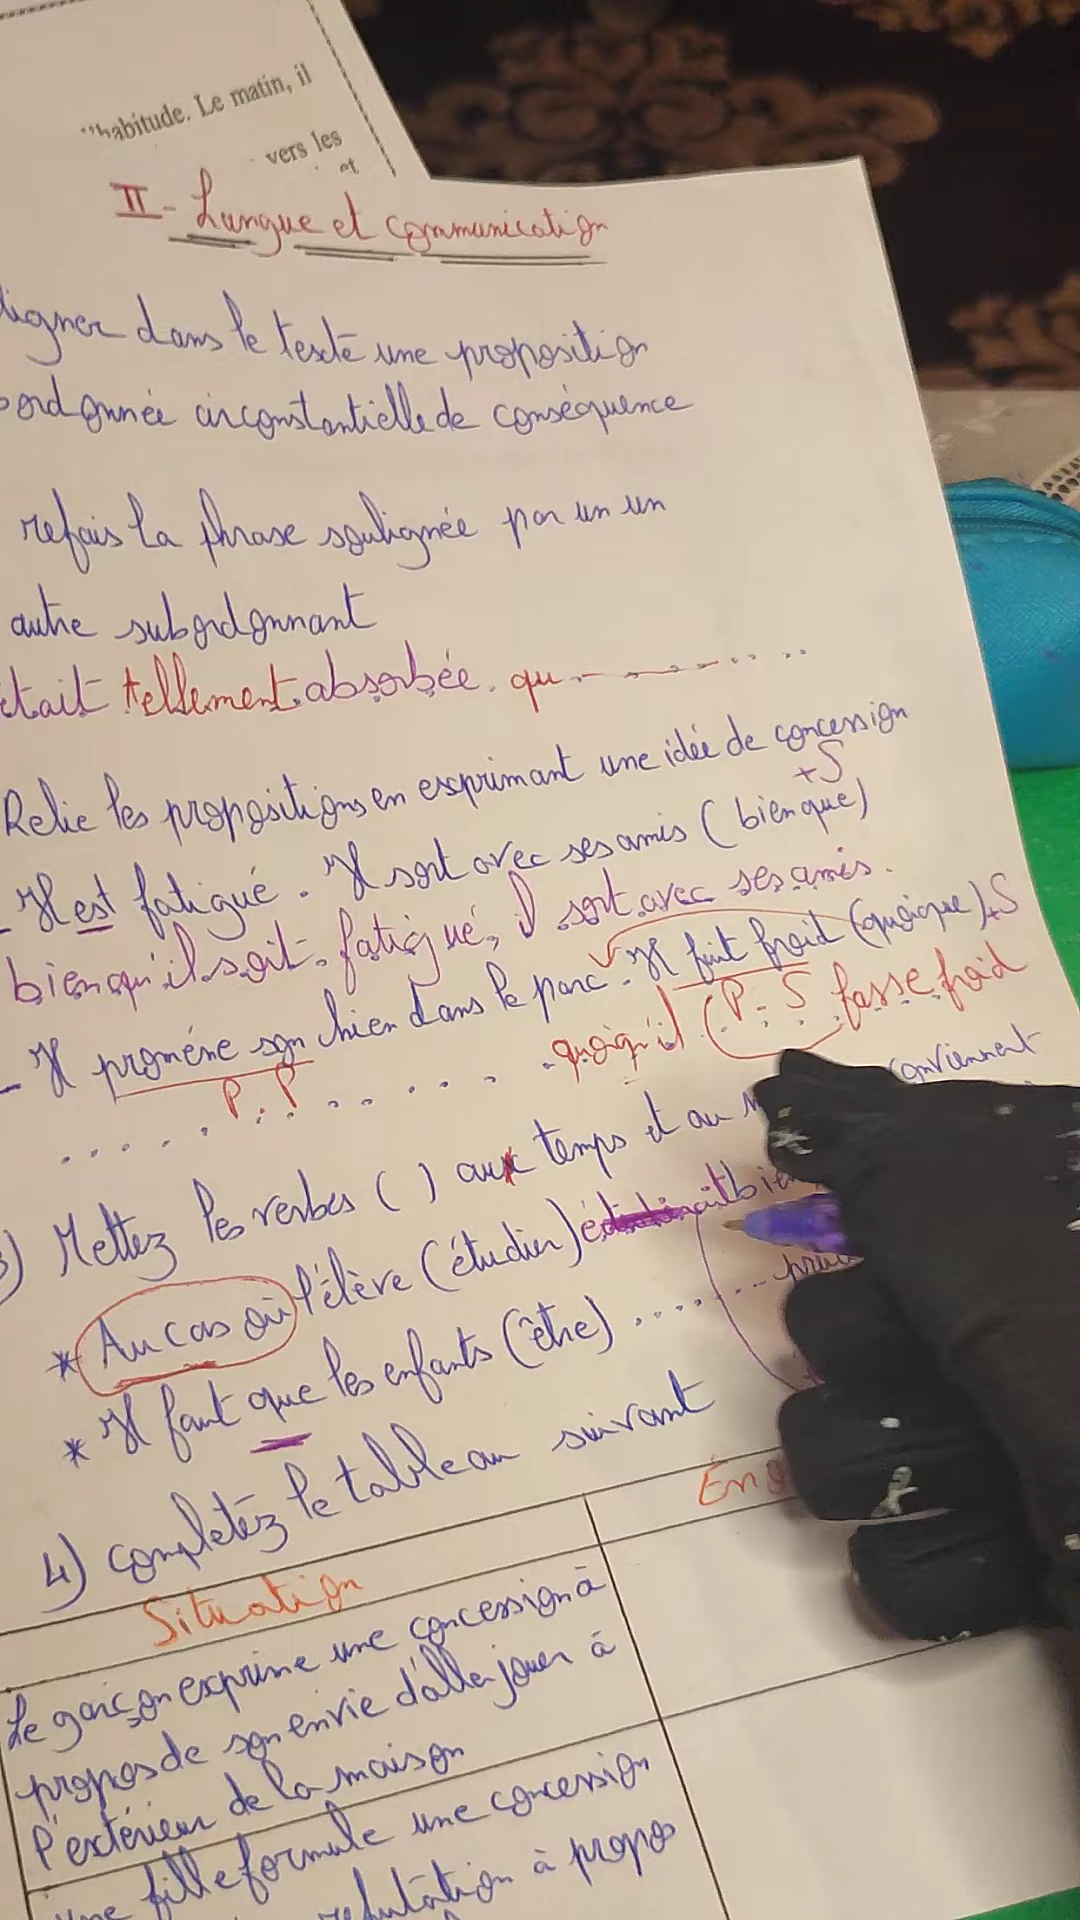 habitude. Le matin, il
vers les
et
II - Langue et communication
ligner dans le texte une proposition
ordonnée circonstantielle de conséquence
refais la phrase soulignée par un un
autre subordonnant
était tellement absorbée. qu
Relie les propositions en exprimant une idée de concession
+S
- Il est fatigué. Il sort avec ses amis (bien que)
bien qu'il soit fatigué, il sort avec ses amis.
- Il promène son chien dans le parc. Il fait froid (quoique)+S
P. P quoiqu'il (P - S fasse froid
) Mettez les verbes ( ) aux temps et au conviennent
* Au cas où l'élève (étudier) bien
* Il faut que les enfants (être)
4) completéz le tableau suivant
Situation
Le garçon exprime une concession à
propos de son envie d'aller jouer à
l'extérieur de la maison
une fille formule une concession
à propos